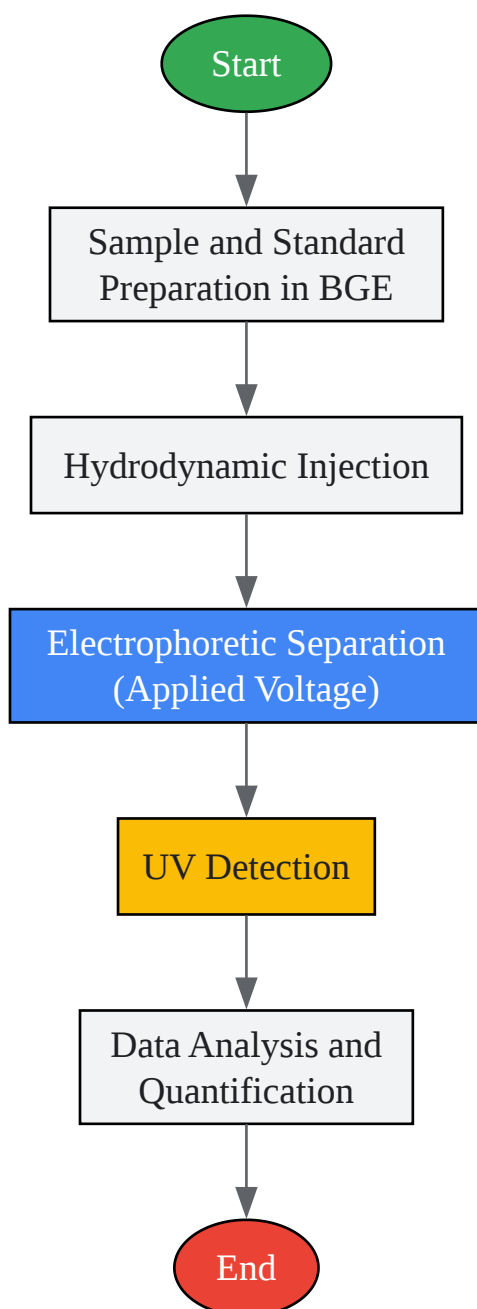 Start
Sample and Standard
Preparation in BGE
Hydrodynamic Injection
Electrophoretic Separation
(Applied Voltage)
UV Detection
Data Analysis and
Quantification
End